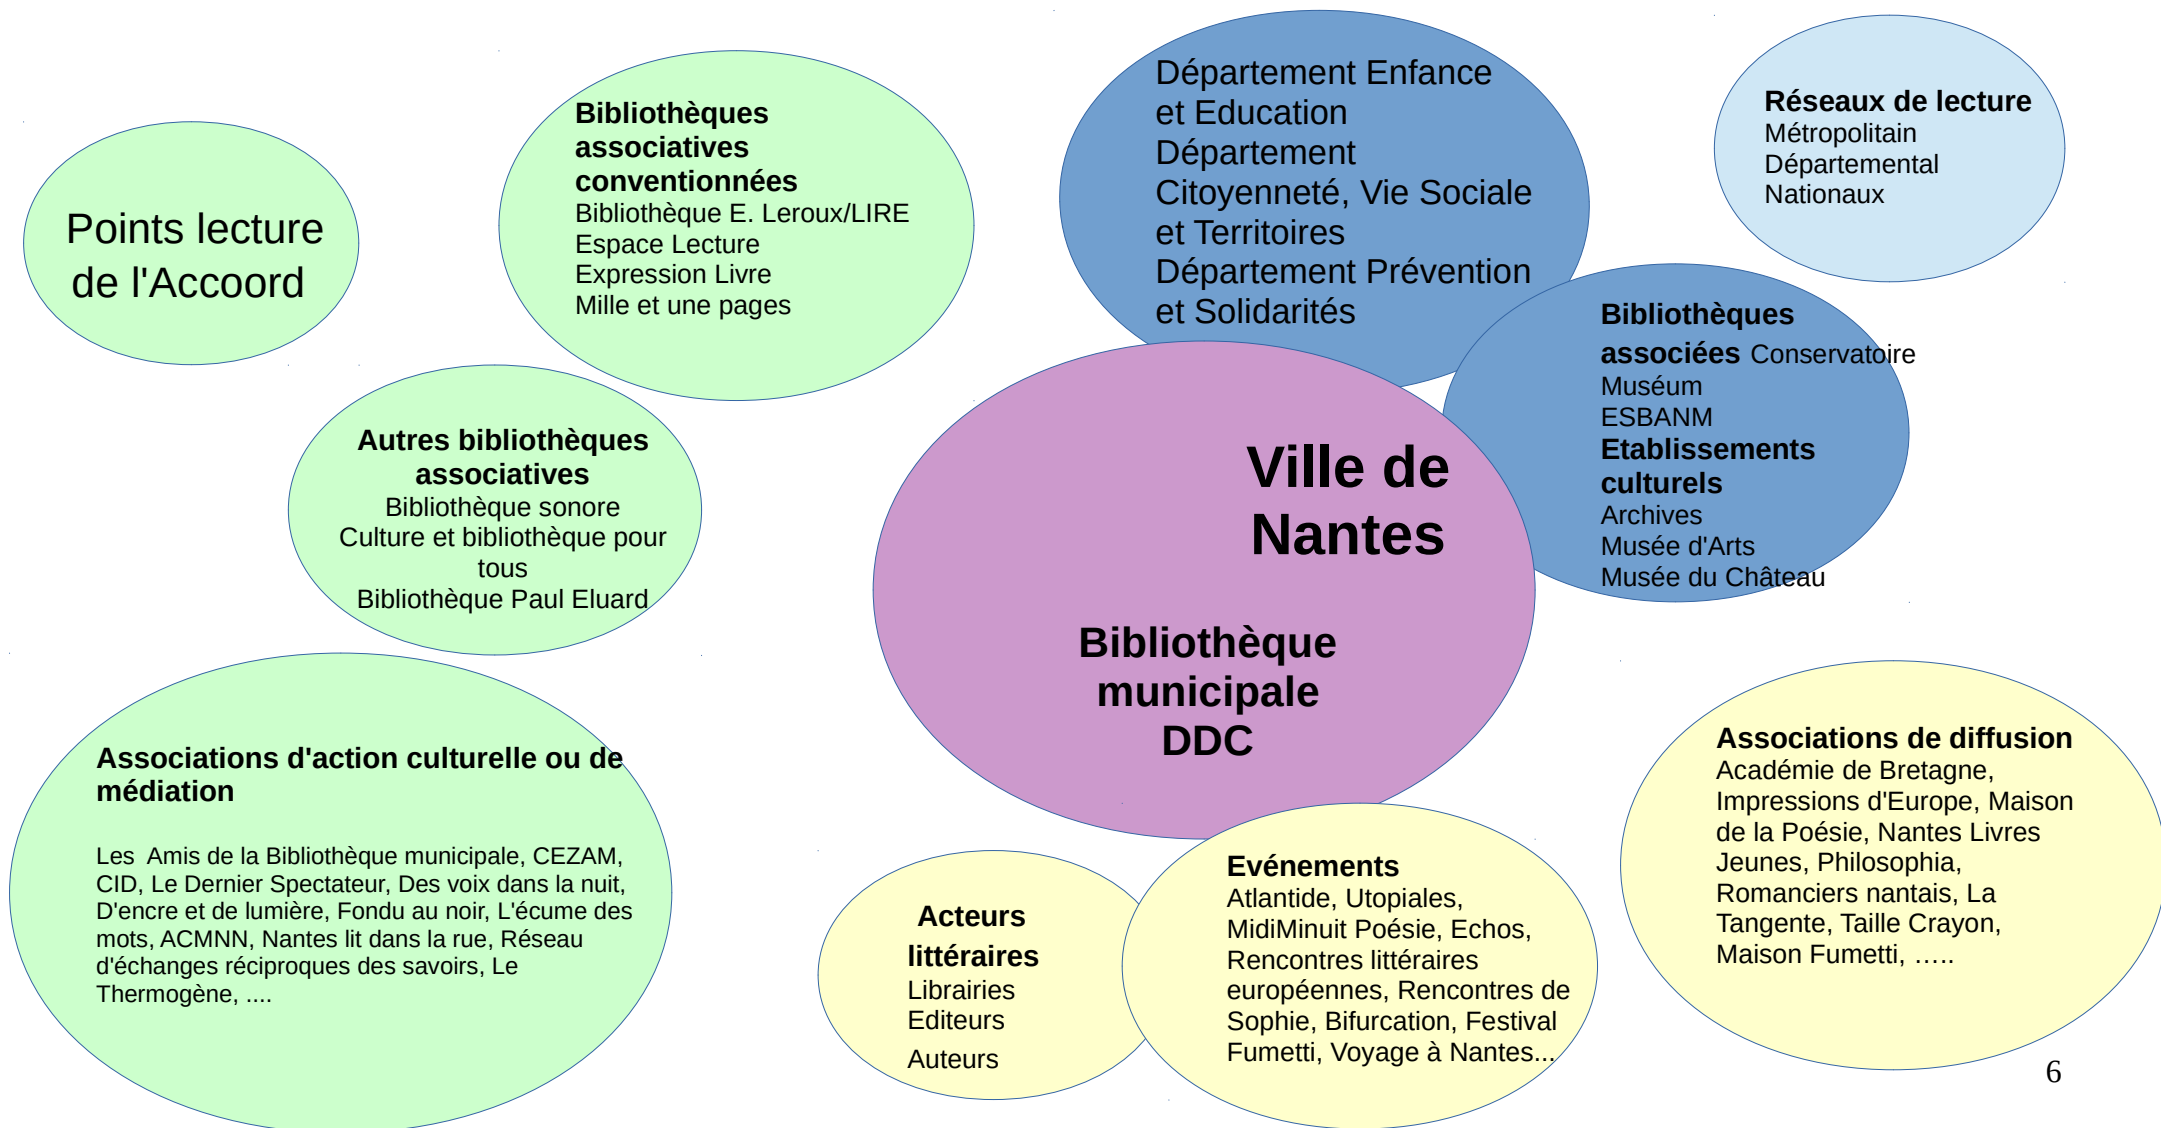 Points lecture
de l'Accoord
Bibliothèques
associatives
conventionnées
Bibliothèque E. Leroux/LIRE
Espace Lecture
Expression Livre
Mille et une pages
Département Enfance
et Education
Département
Citoyenneté, Vie Sociale
et Territoires
Département Prévention
et Solidarités
Réseaux de lecture
Métropolitain
Départemental
Nationaux
Bibliothèques
associées Conservatoire
Muséum
ESBANM
Etablissements
culturels
Archives
Musée d'Arts
Musée du Château
Autres bibliothèques
associatives
Bibliothèque sonore
Culture et bibliothèque pour
tous
Bibliothèque Paul Eluard
Ville de
Nantes
Bibliothèque
municipale
DDC
Associations d'action culturelle ou de
médiation
Les  Amis de la Bibliothèque municipale, CEZAM,
CID, Le Dernier Spectateur, Des voix dans la nuit,
D'encre et de lumière, Fondu au noir, L'écume des
mots, ACMNN, Nantes lit dans la rue, Réseau
d'échanges réciproques des savoirs, Le
Thermogène, ....
Acteurs
littéraires
Librairies
Editeurs
Auteurs
Evénements
Atlantide, Utopiales,
MidiMinuit Poésie, Echos,
Rencontres littéraires
européennes, Rencontres de
Sophie, Bifurcation, Festival
Fumetti, Voyage à Nantes...
Associations de diffusion
Académie de Bretagne,
Impressions d'Europe, Maison
de la Poésie, Nantes Livres
Jeunes, Philosophia,
Romanciers nantais, La
Tangente, Taille Crayon,
Maison Fumetti, …..
6